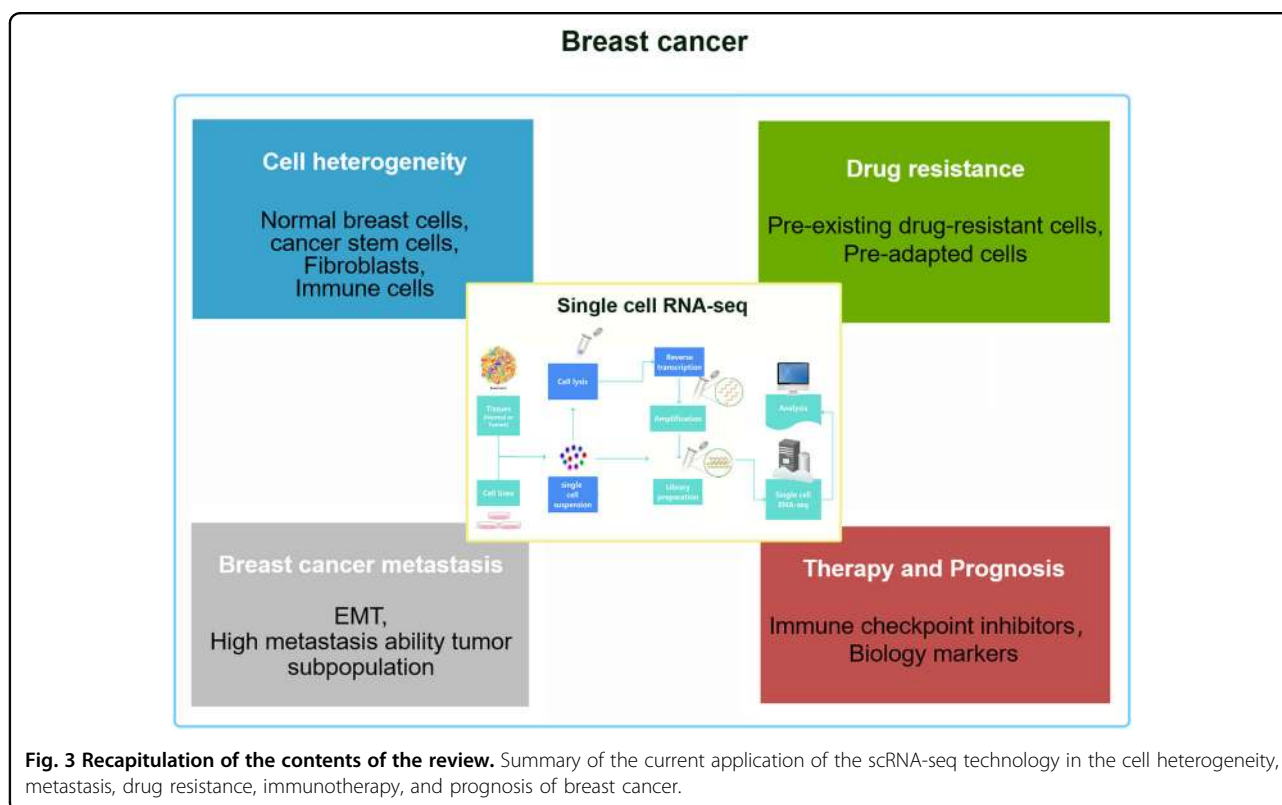 Breast cancer
Cell heterogeneity
Normal breast cells,
cancer stem cells,
Fibroblasts,
Immune cells
Drug resistance
Pre-existing drug-resistant cells,
Pre-adapted cells
Single cell RNA-seq
Tissues
(Normal or
Tumor)
Cell lines
Cell lysis
single
cell
suspension
Reverse
transcription
Amplification
Library
preparation
Analysis
Single cell
RNA-seq
Breast cancer metastasis
EMT,
High metastasis ability tumor
subpopulation
Therapy and Prognosis
Immune checkpoint inhibitors,
Biology markers
Fig. 3 Recapitulation of the contents of the review. Summary of the current application of the scRNA-seq technology in the cell heterogeneity,
metastasis, drug resistance, immunotherapy, and prognosis of breast cancer.